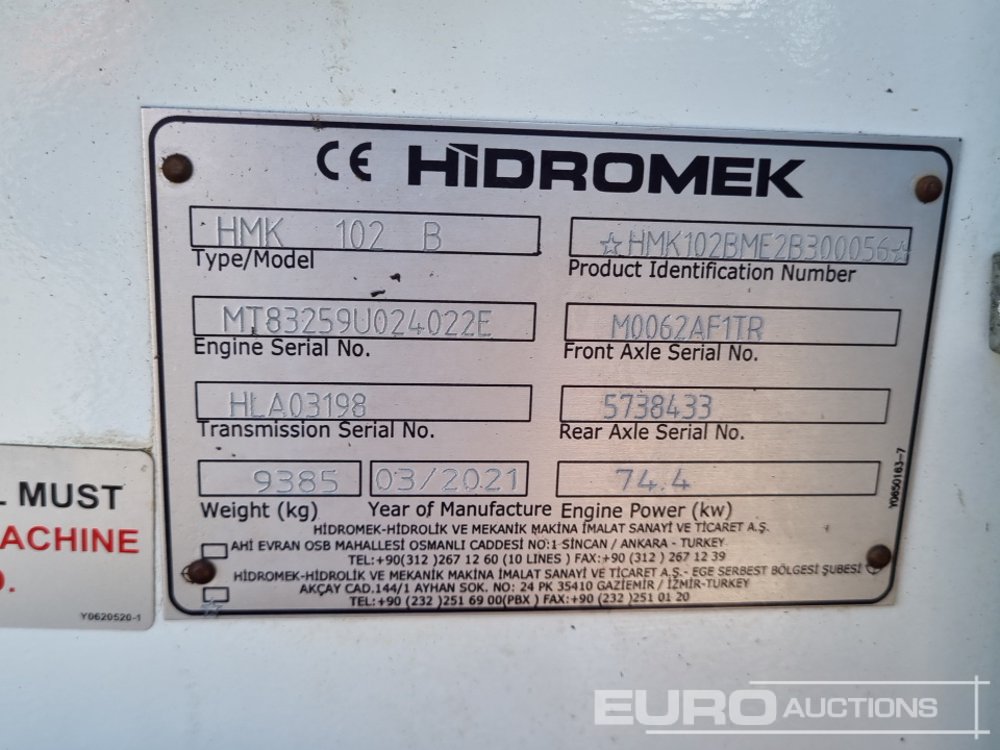 CE HİDROMEK
HMK 102 B
Type/Model
☆HMK102BME2B300056☆
Product Identification Number
MT83259U024022E
Engine Serial No.
M0062AF1TR
Front Axle Serial No.
HLA03198
Transmission Serial No.
5738433
Rear Axle Serial No.
9385
Weight (kg)
03/2021
Year of Manufacture
74.4
Engine Power (kw)
Y0650163-7
HİDROMEK-HİDROLİK VE MEKANİK MAKİNA İMALAT SANAYİ VE TİCARET A.Ş.
AHİ EVRAN OSB MAHALLESİ OSMANLI CADDESİ NO:1 SİNCAN / ANKARA - TURKEY
TEL:+90(312 )267 12 60 (10 LINES ) FAX:+90 (312 ) 267 12 39
HİDROMEK-HİDROLİK VE MEKANİK MAKİNA İMALAT SANAYİ VE TİCARET A.Ş.- EGE SERBEST BÖLGESİ ŞUBESİ
AKÇAY CAD.144/1 AYHAN SOK. NO: 24 PK 35410 GAZİEMİR / İZMİR-TURKEY
TEL:+90 (232 )251 69 00(PBX ) FAX:+90 (232 )251 01 20
L MUST
ACHINE
D.
Y0620520-1
EURO AUCTIONS